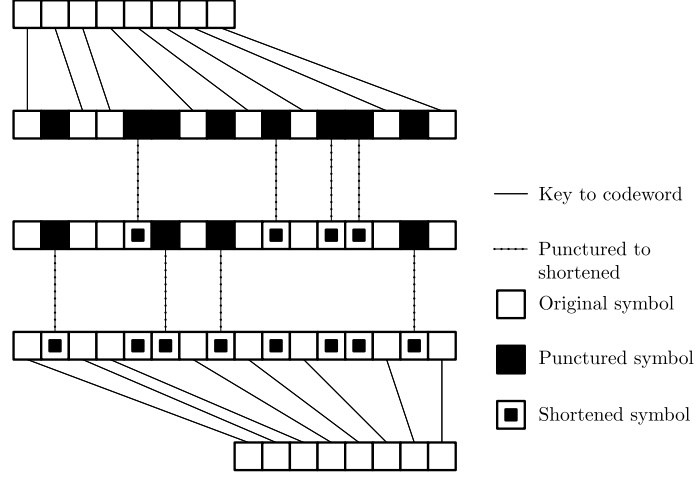 Key to codeword
Punctured to
shortened
Original symbol
Punctured symbol
Shortened symbol